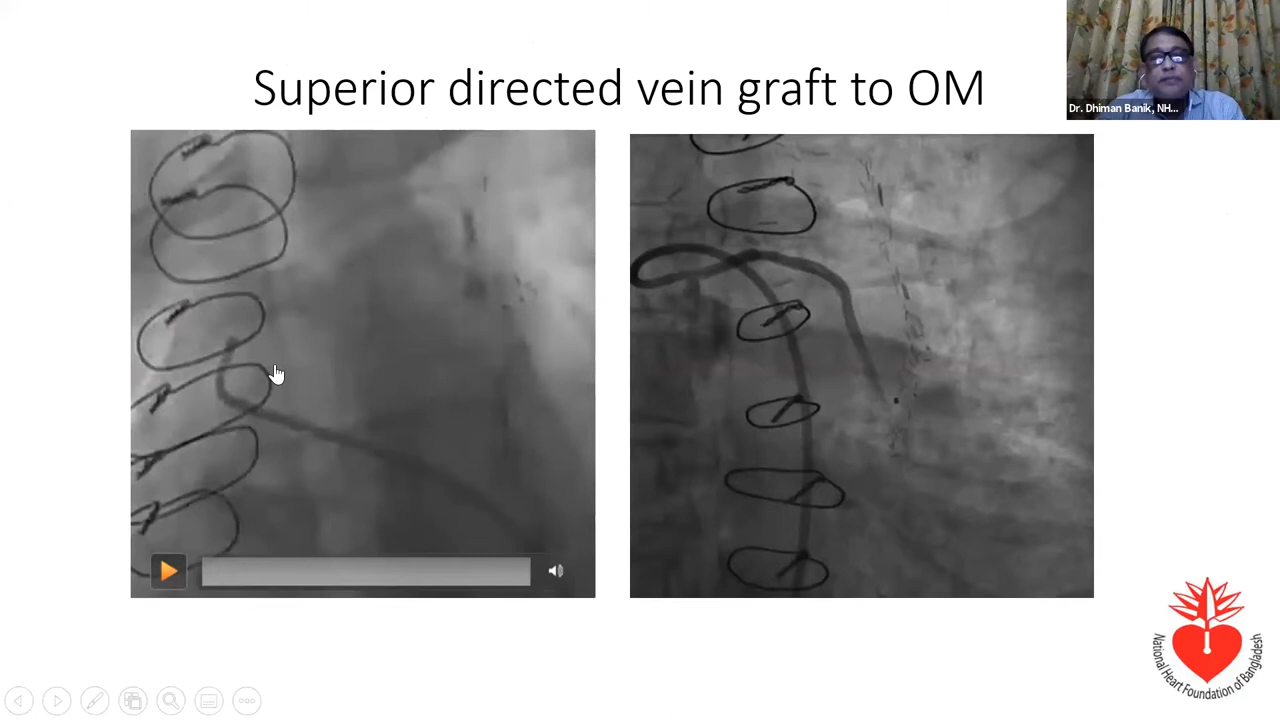 Superior directed vein graft to OM
Dr. Dhiman Banik, NH...
National Heart Foundation of Bangladesh